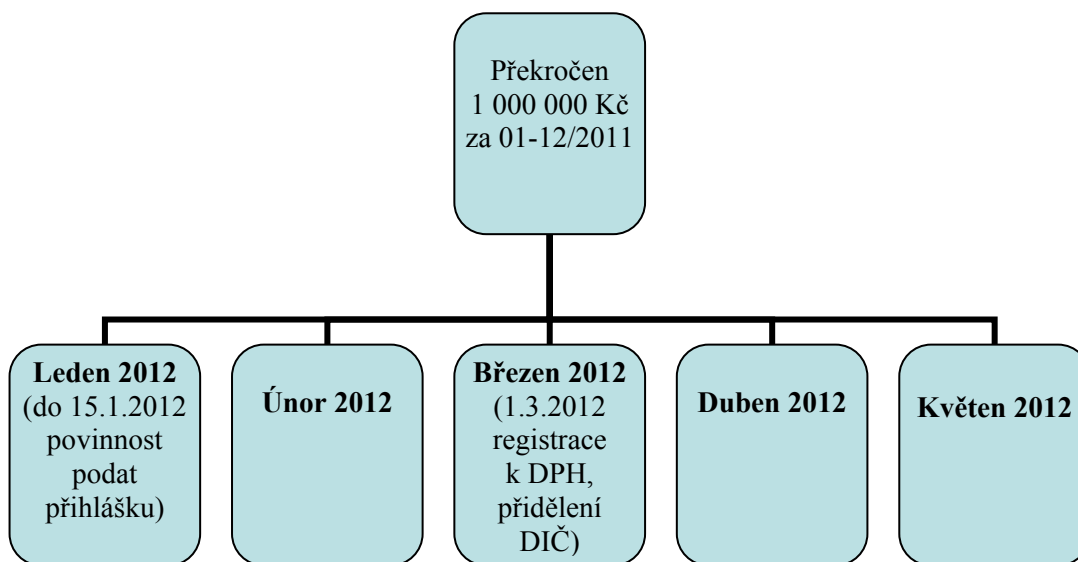 Překročen
1 000 000 Kč
za 01-12/2011
Leden 2012
(do 15.1.2012
povinnost
podat
přihlášku)
Únor 2012
Březen 2012
(1.3.2012
registrace
k DPH,
přidělení
DIČ)
Duben 2012
Květen 2012